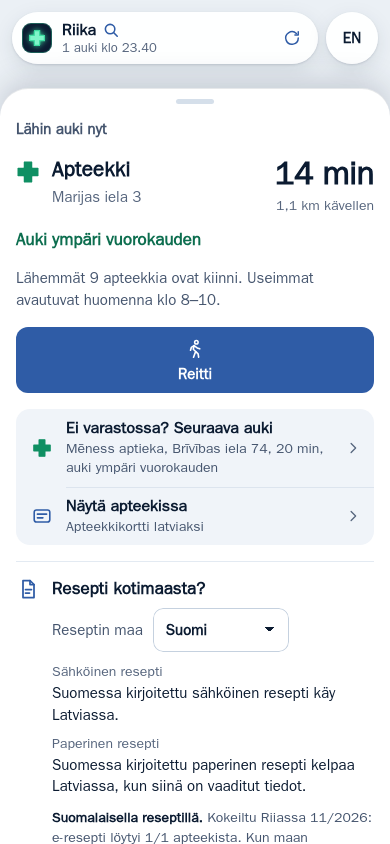 Riika
1 auki klo 23.40
EN
Lähin auki nyt
Apteekki
14 min
Marijas iela 3
1,1 km kävellen
Auki ympäri vuorokauden
Lähemmät 9 apteekkia ovat kiinni. Useimmat
avautuvat huomenna klo 8–10.
Reitti
Ei varastossa? Seuraava auki
Mēness aptieka, Brīvības iela 74, 20 min,
auki ympäri vuorokauden
Näytä apteekissa
Apteekkikortti latviaksi
Resepti kotimaasta?
Reseptin maa
Suomi
Sähköinen resepti
Suomessa kirjoitettu sähköinen resepti käy
Latviassa.
Paperinen resepti
Suomessa kirjoitettu paperinen resepti kelpaa
Latviassa, kun siinä on vaaditut tiedot.
Suomalaisella reseptillä. Kokeiltu Riiassa 11/2026:
e-resepti löytyi 1/1 apteekista. Kun maan